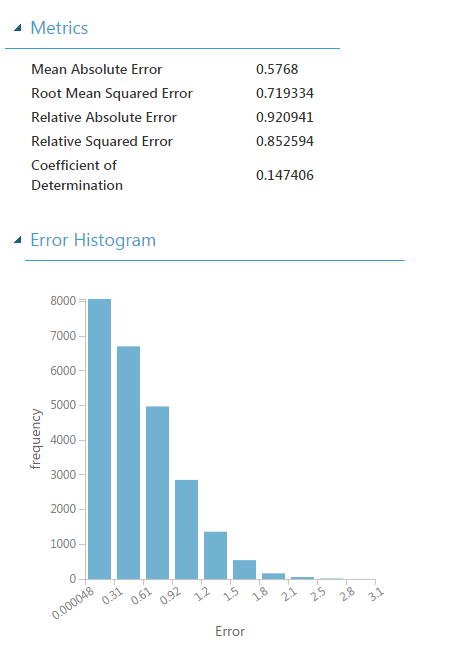 Metrics
Mean Absolute Error 0.5768
Root Mean Squared Error 0.719334
Relative Absolute Error 0.920941
Relative Squared Error 0.852594
Coefficient of
Determination 0.147406
Error Histogram
8000
7000
6000
5000
4000
3000
2000
1000
0
frequency
0.000048 0.31 0.61 0.92 1.2 1.5 1.8 2.1 2.5 2.8 3.1
Error